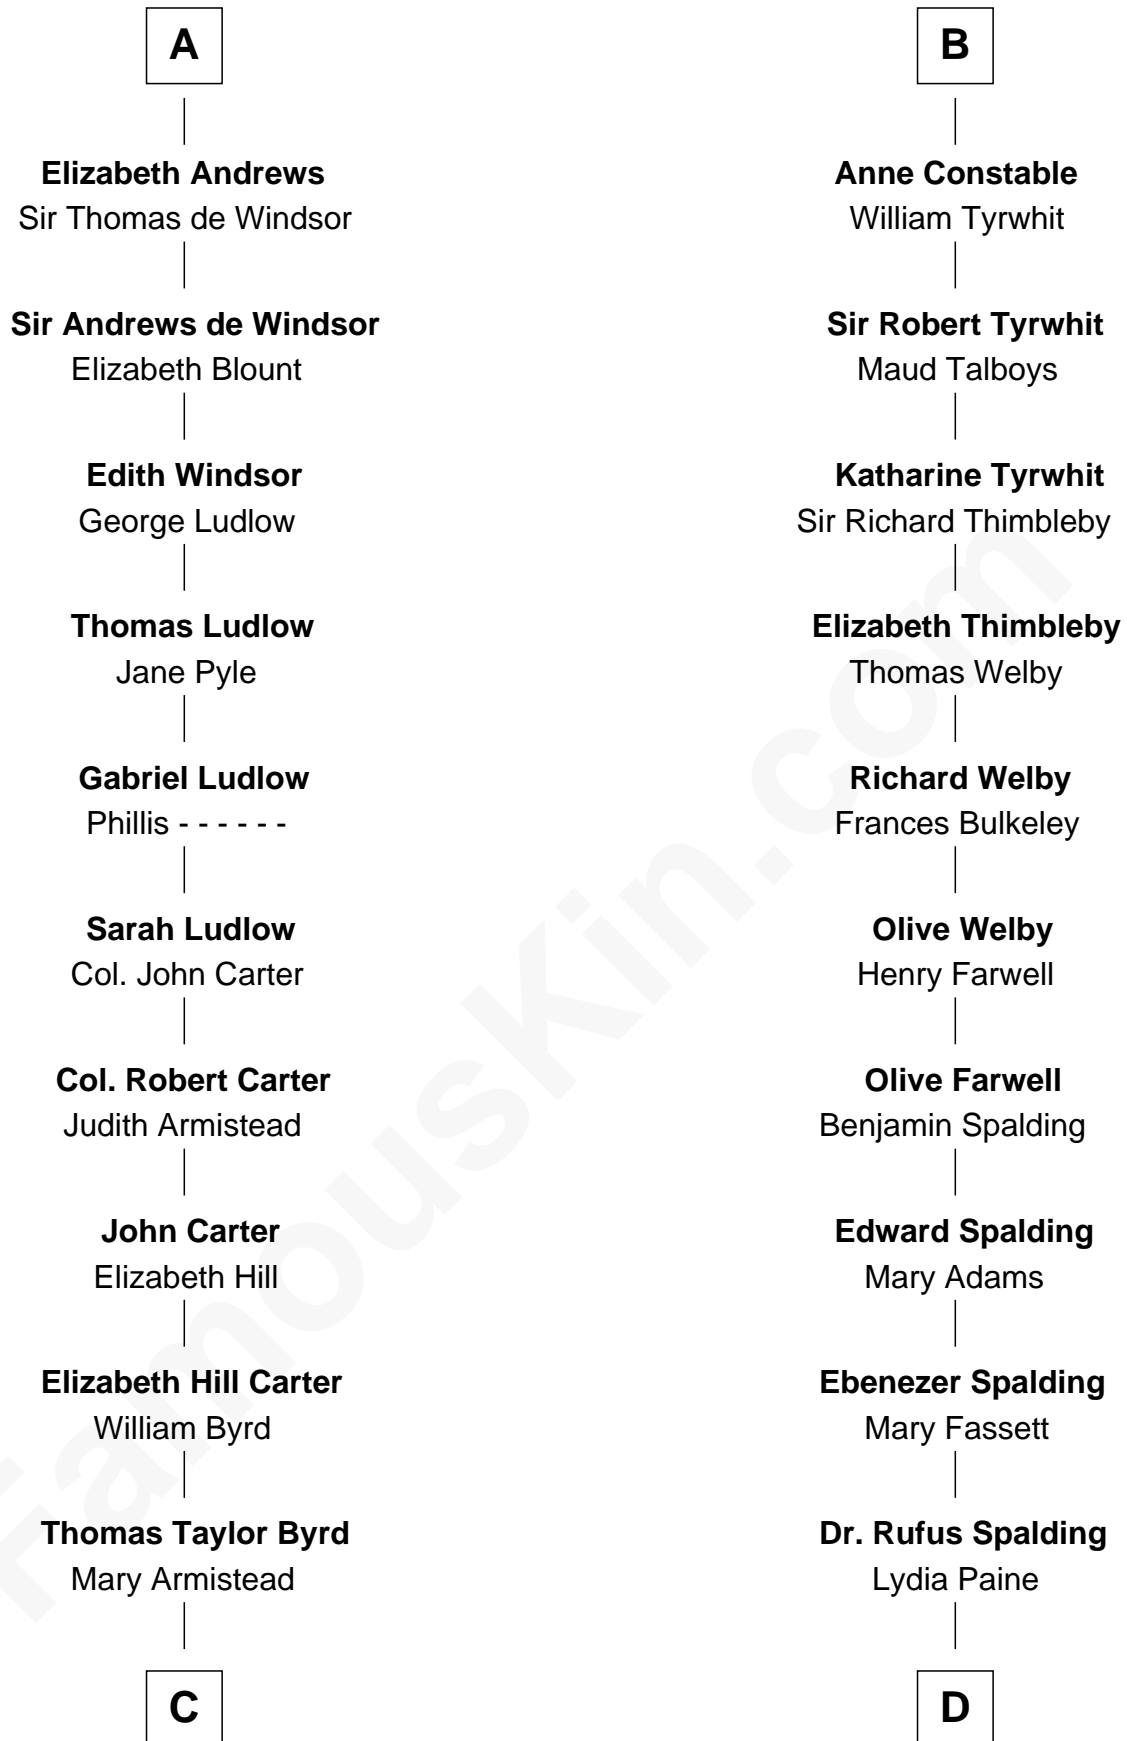 A
Elizabeth Andrews
Sir Thomas de Windsor
Sir Andrews de Windsor
Elizabeth Blount
Edith Windsor
George Ludlow
Thomas Ludlow
Jane Pyle
Gabriel Ludlow
Phillis - - - - - -
Sarah Ludlow
Col. John Carter
Col. Robert Carter
Judith Armistead
John Carter
Elizabeth Hill
Elizabeth Hill Carter
William Byrd
Thomas Taylor Byrd
Mary Armistead
C
B
Anne Constable
William Tyrwhit
Sir Robert Tyrwhit
Maud Talboys
Katharine Tyrwhit
Sir Richard Thimbleby
Elizabeth Thimbleby
Thomas Welby
Richard Welby
Frances Bulkeley
Olive Welby
Henry Farwell
Olive Farwell
Benjamin Spalding
Edward Spalding
Mary Adams
Ebenezer Spalding
Mary Fassett
Dr. Rufus Spalding
Lydia Paine
D
FamousKin.com